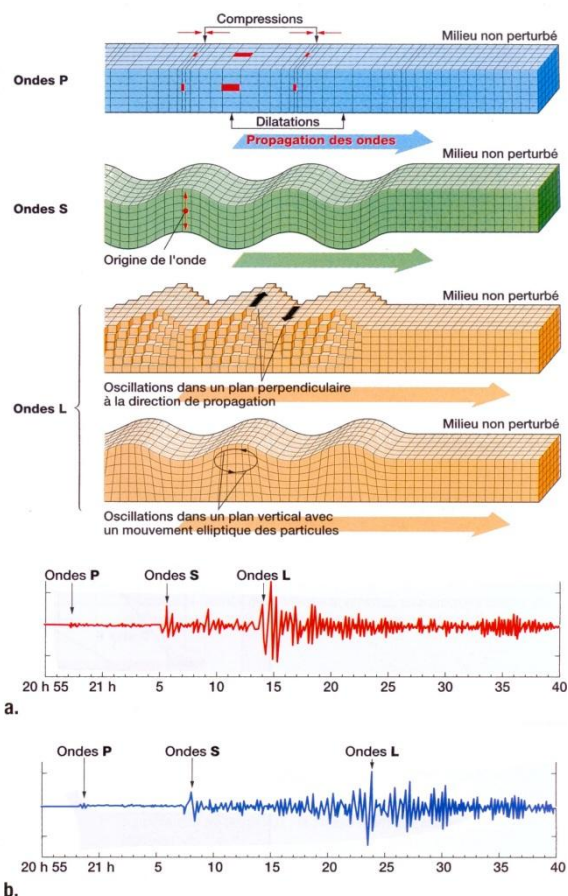 Compressions
Milieu non perturbé
Ondes P
Dilatations
Propagation des ondes
Milieu non perturbé
Ondes S
Origine de l'onde
Milieu non perturbé
Oscillations dans un plan perpendiculaire
à la direction de propagation
Ondes L
Milieu non perturbé
Oscillations dans un plan vertical avec
un mouvement elliptique des particules
Ondes P Ondes S Ondes L
20 h 55 21 h 5 10 15 20 25 30 35 40
a.
Ondes P Ondes S Ondes L
20 h 55 21 h 5 10 15 20 25 30 35 40
b.